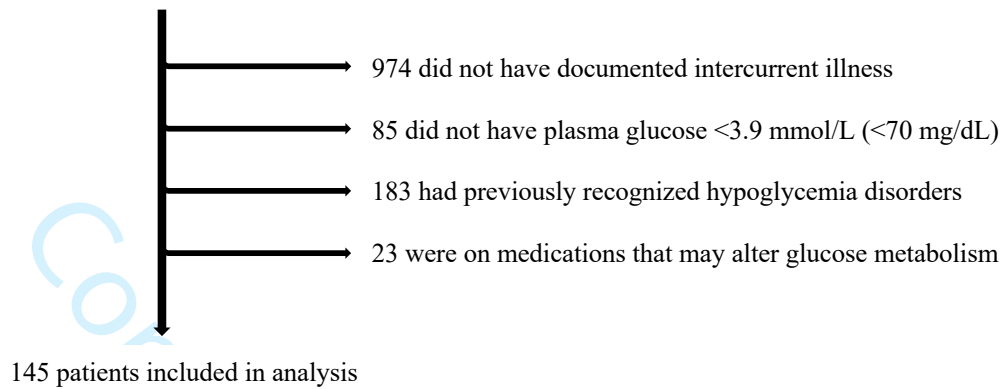 974 did not have documented intercurrent illness
85 did not have plasma glucose <3.9 mmol/L (<70 mg/dL)
183 had previously recognized hypoglycemia disorders
23 were on medications that may alter glucose metabolism
145 patients included in analysis